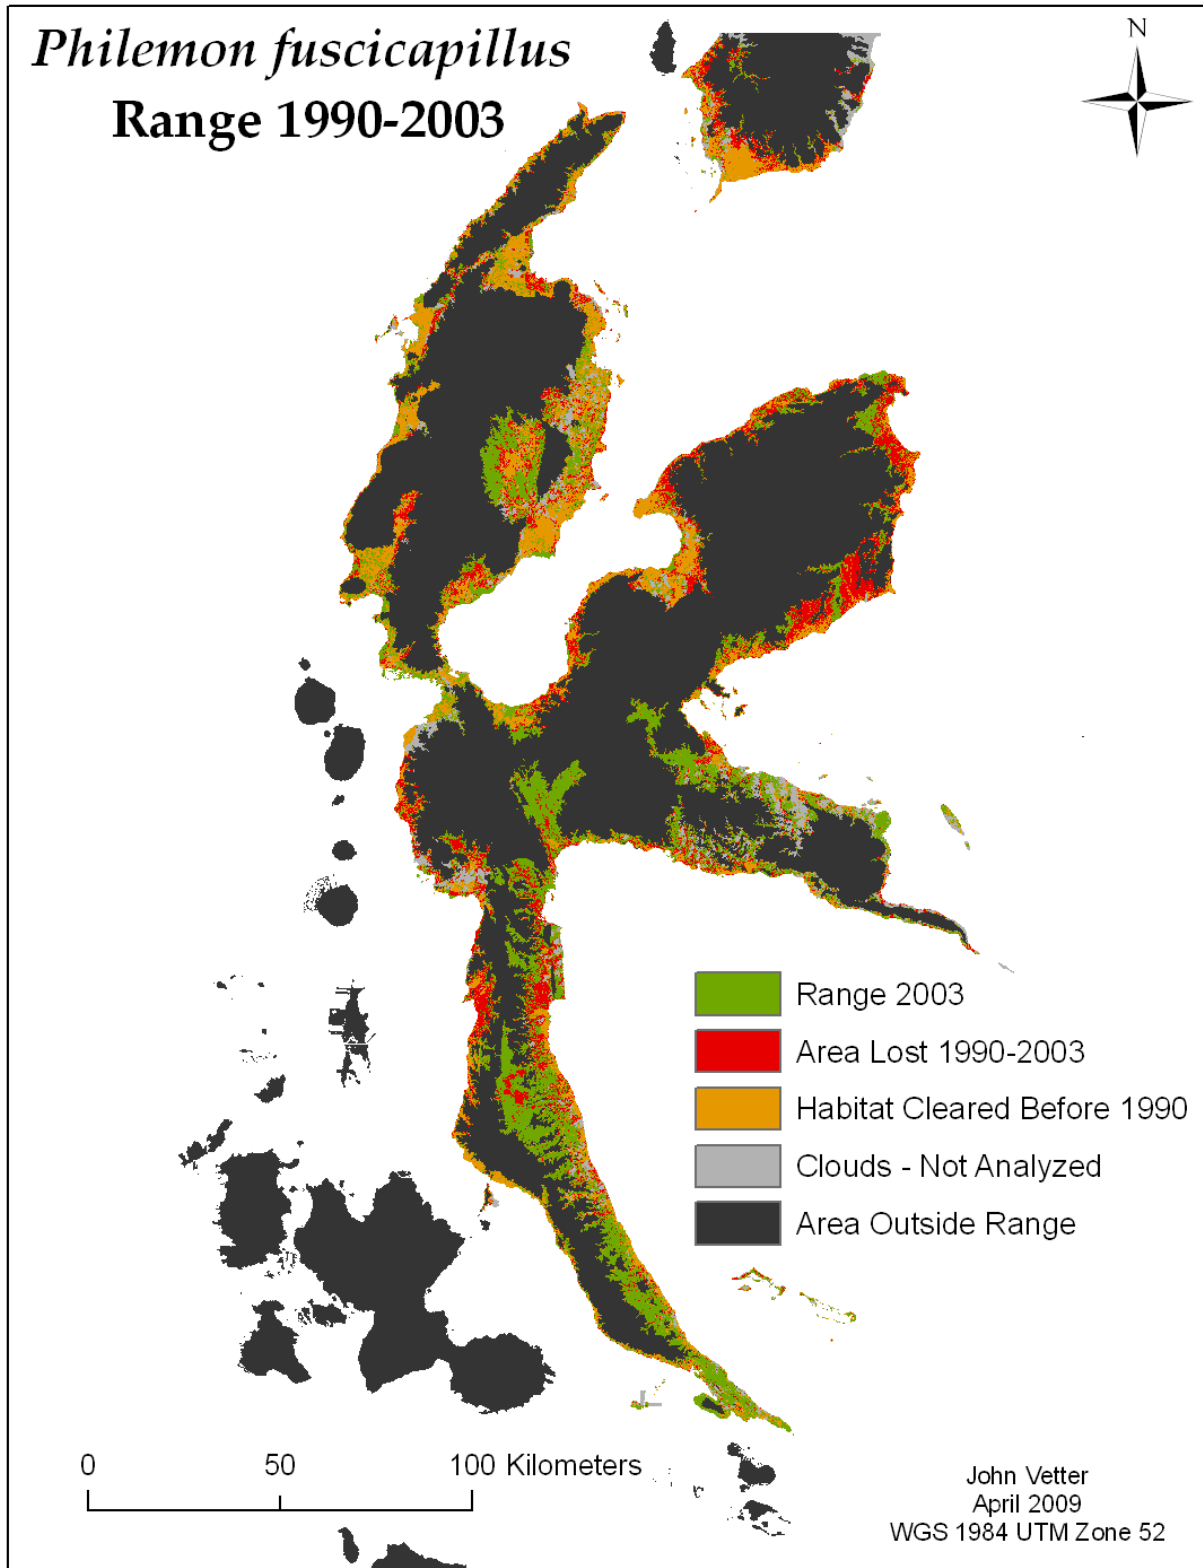 Philemon fuscicapillus
Range 1990-2003
N
Range 2003
Area Lost 1990-2003
Habitat Cleared Before 1990
Clouds - Not Analyzed
Area Outside Range
0 50 100 Kilometers
John Vetter
April 2009
WGS 1984 UTM Zone 52